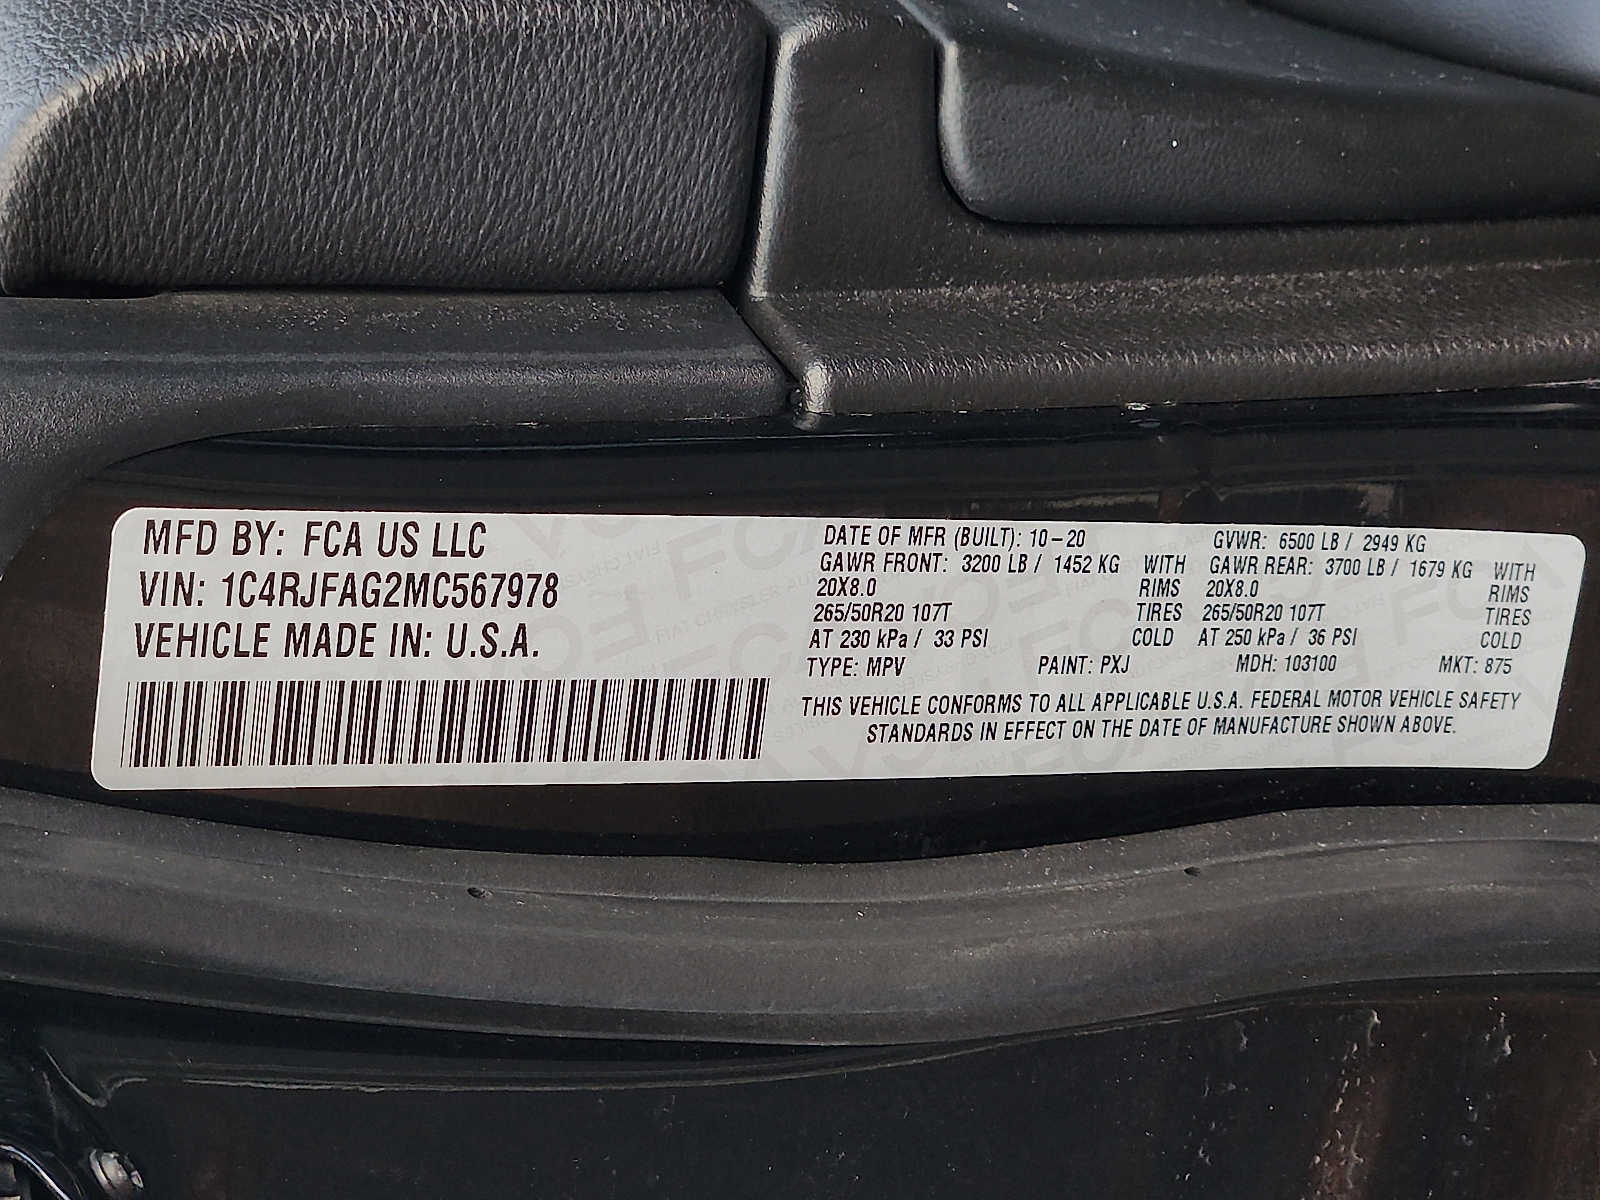 MFD BY: FCA US LLC
VIN: 1C4RJFAG2MC567978
VEHICLE MADE IN: U.S.A.
DATE OF MFR (BUILT): 10-20 GVWR: 6500 LB / 2949 KG
GAWR FRONT: 3200 LB / 1452 KG WITH GAWR REAR: 3700 LB / 1679 KG WITH
20X8.0 RIMS 20X8.0 RIMS
265/50R20 107T TIRES 265/50R20 107T TIRES
AT 230 kPa / 33 PSI COLD AT 250 kPa / 36 PSI COLD
TYPE: MPV PAINT: PXJ MDH: 103100 MKT: 875
THIS VEHICLE CONFORMS TO ALL APPLICABLE U.S.A. FEDERAL MOTOR VEHICLE SAFETY
STANDARDS IN EFFECT ON THE DATE OF MANUFACTURE SHOWN ABOVE.